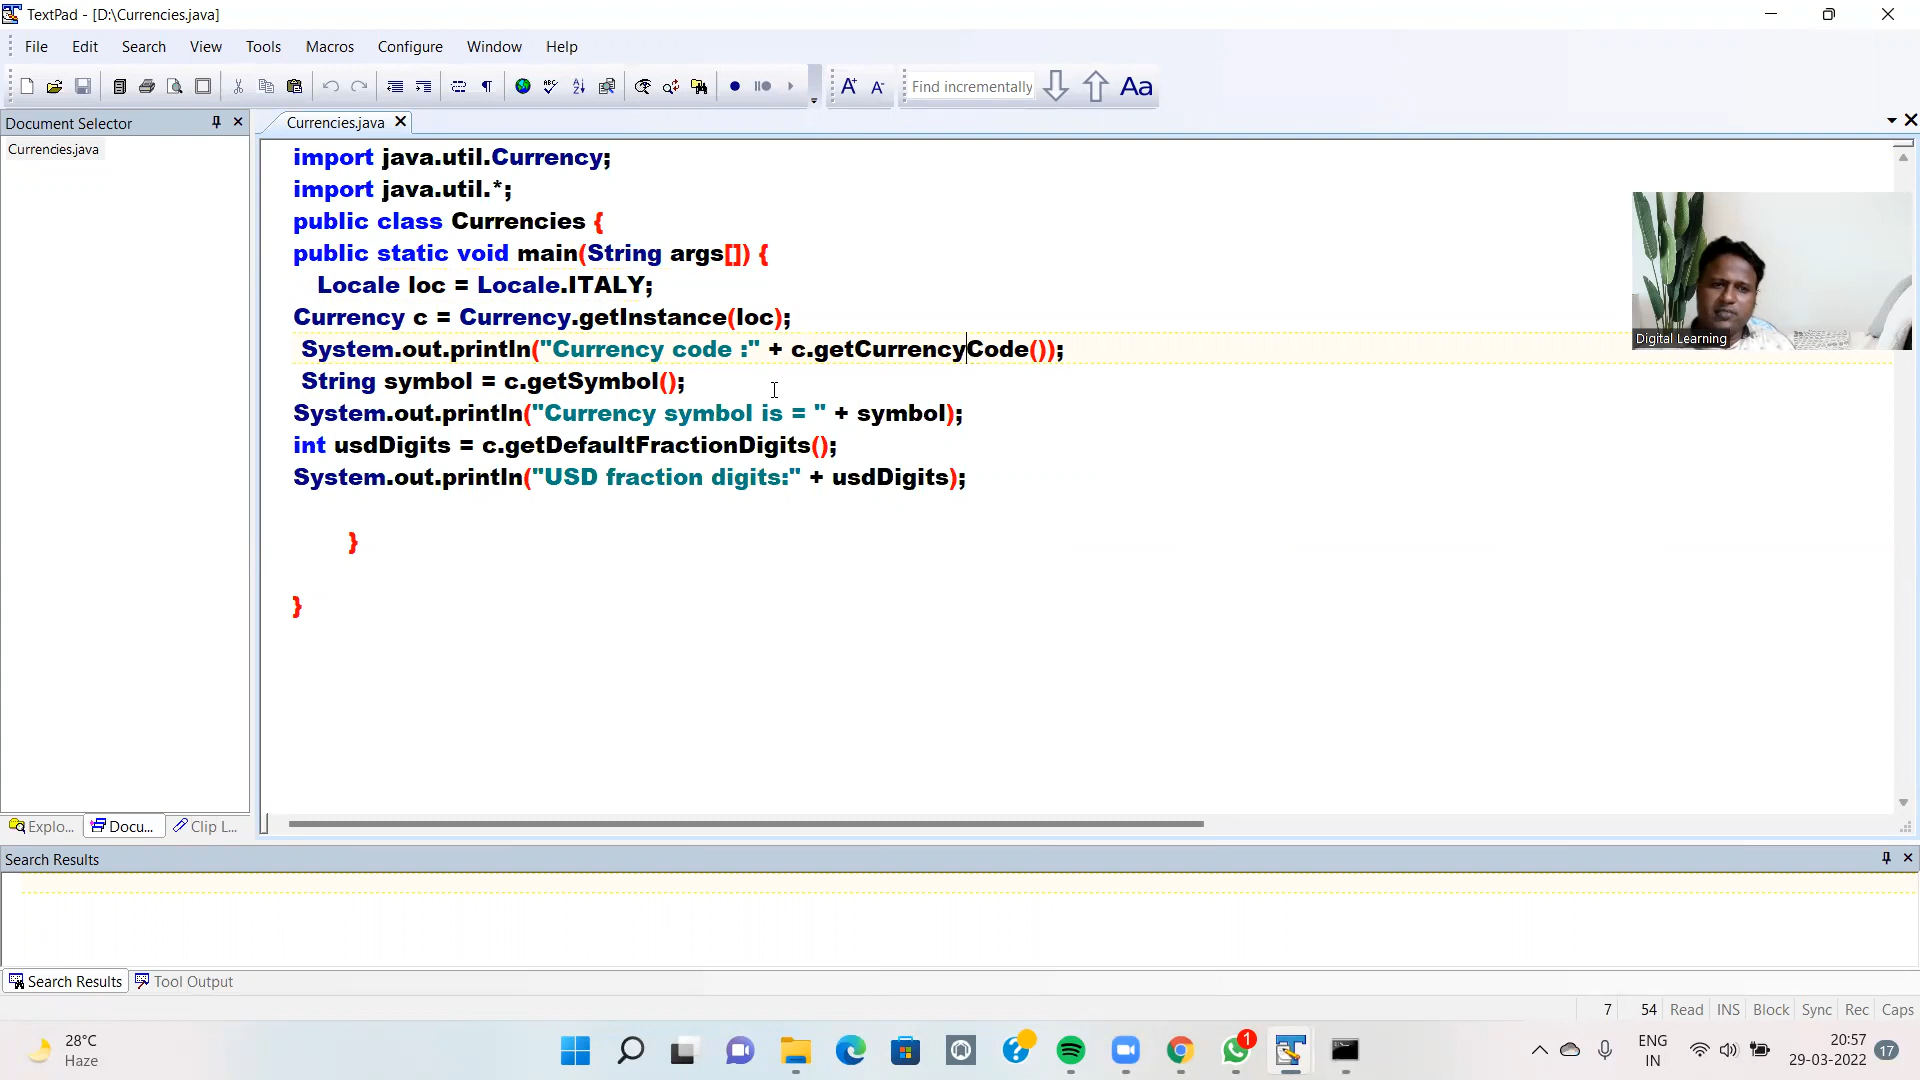 TextPad - [D:\Currencies.java]
File Edit Search View Tools Macros Configure Window Help
Find incrementally Aa
Document Selector
Currencies.java
Currencies.java
import java.util.Currency;
import java.util.*;
public class Currencies {
public static void main(String args[]) {
Locale loc = Locale.ITALY;
Currency c = Currency.getInstance(loc);
System.out.println("Currency code :" + c.getCurrencyCode());
String symbol = c.getSymbol();
System.out.println("Currency symbol is = " + symbol);
int usdDigits = c.getDefaultFractionDigits();
System.out.println("USD fraction digits:" + usdDigits);
}
}
Digital Learning
Explo... Docu... Clip L...
Search Results
Search Results Tool Output
7 54 Read INS Block Sync Rec Caps
28°C
Haze
1
ENG
IN
20:57
29-03-2022
17